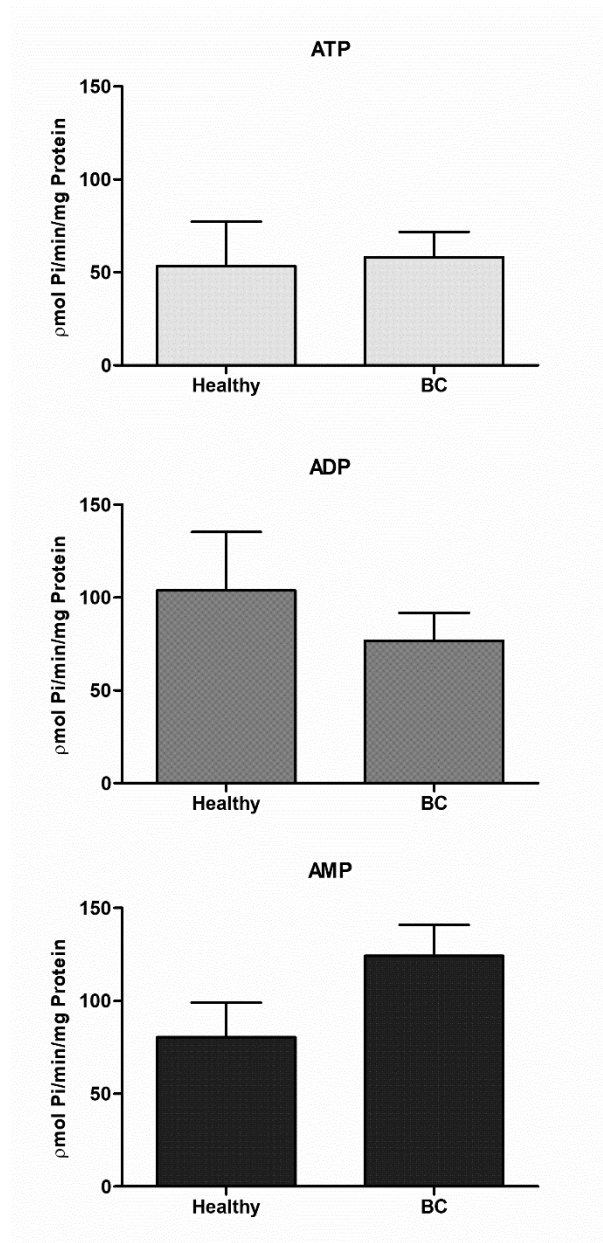 ATP
ρmol Pi/min/mg Protein
150
100
50
0
Healthy BC
ADP
ρmol Pi/min/mg Protein
150
100
50
0
Healthy BC
AMP
ρmol Pi/min/mg Protein
150
100
50
0
Healthy BC